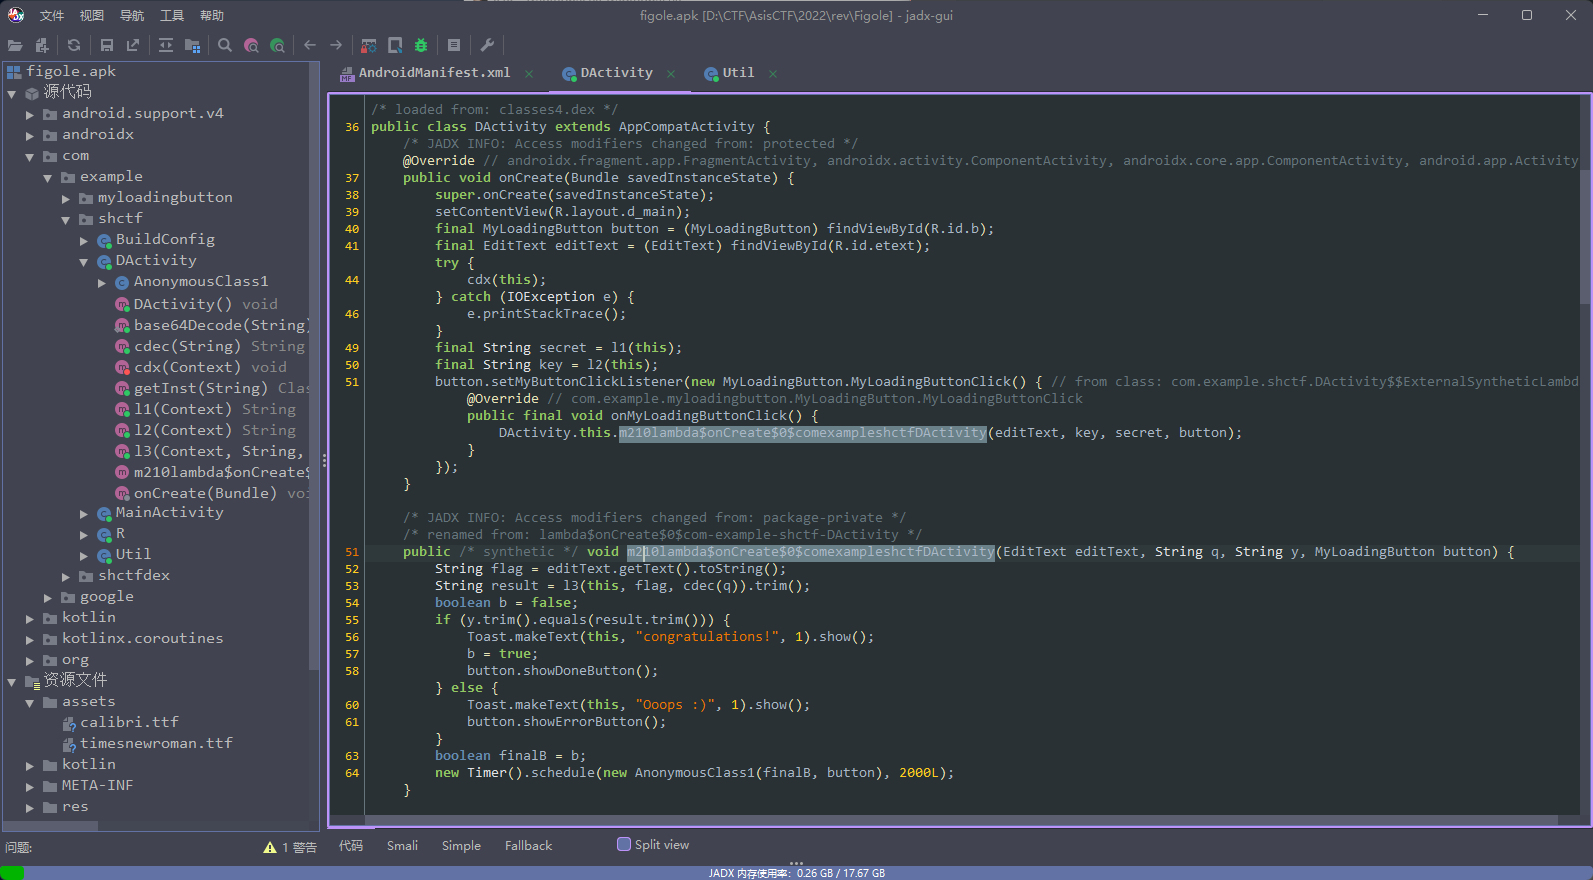 文件 视图 导航 工具 帮助
figole.apk [D:\CTF\AsisCTF\2022\rev\Figole] - jadx-gui
figole.apk
源代码
android.support.v4
androidx
com
example
myloadingbutton
shctf
BuildConfig
DActivity
AnonymousClass1
DActivity() void
base64Decode(String)
cdec(String) String
cdx(Context) void
getInst(String) Clas
l1(Context) String
l2(Context) String
l3(Context, String,
m210lambda$onCreate$
onCreate(Bundle) voi
MainActivity
R
Util
shctfdex
google
kotlin
kotlinx.coroutines
org
资源文件
assets
calibri.ttf
timesnewroman.ttf
kotlin
META-INF
res
问题:
1 警告
AndroidManifest.xml DActivity Util
/* loaded from: classes4.dex */
36 public class DActivity extends AppCompatActivity {
/* JADX INFO: Access modifiers changed from: protected */
@Override // androidx.fragment.app.FragmentActivity, androidx.activity.ComponentActivity, androidx.core.app.ComponentActivity, android.app.Activity
37 public void onCreate(Bundle savedInstanceState) {
38 super.onCreate(savedInstanceState);
39 setContentView(R.layout.d_main);
40 final MyLoadingButton button = (MyLoadingButton) findViewById(R.id.b);
41 final EditText editText = (EditText) findViewById(R.id.etext);
try {
44 cdx(this);
} catch (IOException e) {
46 e.printStackTrace();
}
49 final String secret = l1(this);
50 final String key = l2(this);
51 button.setMyButtonClickListener(new MyLoadingButton.MyLoadingButtonClick() { // from class: com.example.shctf.DActivity$$ExternalSyntheticLambd
@Override // com.example.myloadingbutton.MyLoadingButton.MyLoadingButtonClick
public final void onMyLoadingButtonClick() {
DActivity.this.m210lambda$onCreate$0$comexampleshctfDActivity(editText, key, secret, button);
}
});
}
/* JADX INFO: Access modifiers changed from: package-private */
/* renamed from: lambda$onCreate$0$com-example-shctf-DActivity */
51 public /* synthetic */ void m210lambda$onCreate$0$comexampleshctfDActivity(EditText editText, String q, String y, MyLoadingButton button) {
52 String flag = editText.getText().toString();
53 String result = l3(this, flag, cdec(q)).trim();
54 boolean b = false;
55 if (y.trim().equals(result.trim())) {
56 Toast.makeText(this, "congratulations!", 1).show();
57 b = true;
58 button.showDoneButton();
} else {
60 Toast.makeText(this, "Ooops :)", 1).show();
61 button.showErrorButton();
}
63 boolean finalB = b;
64 new Timer().schedule(new AnonymousClass1(finalB, button), 2000L);
}
代码 Smali Simple Fallback Split view
JADX 内存使用率: 0.26 GB / 17.67 GB